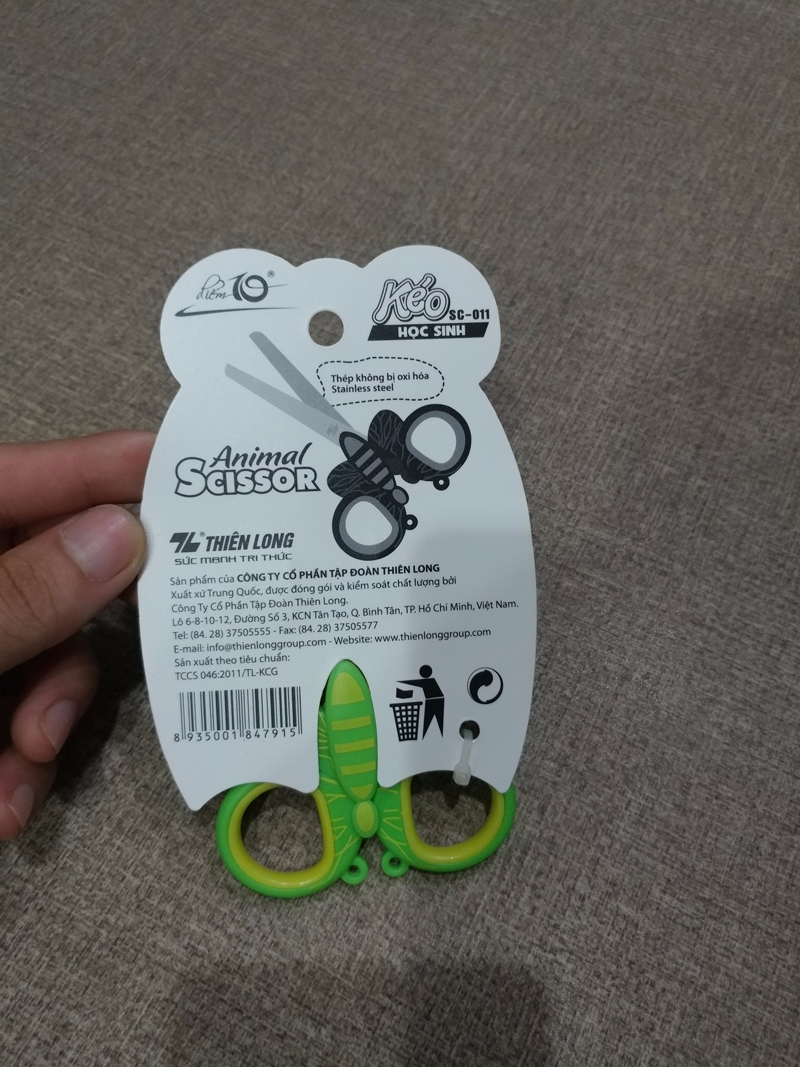 điểm 10®
Kéo SC-011
HỌC SINH
Thép không bị oxi hóa
Stainless steel
Animal
SCISSOR
TL® THIÊN LONG
SỨC MẠNH TRI THỨC
Sản phẩm của CÔNG TY CỔ PHẦN TẬP ĐOÀN THIÊN LONG
Xuất xứ Trung Quốc, được đóng gói và kiểm soát chất lượng bởi
Công Ty Cổ Phần Tập Đoàn Thiên Long.
Lô 6-8-10-12, Đường Số 3, KCN Tân Tạo, Q. Bình Tân, TP. Hồ Chí Minh, Việt Nam.
Tel: (84. 28) 37505555 - Fax: (84. 28) 37505577
E-mail: info@thienlonggroup.com - Website: www.thienlonggroup.com
Sản xuất theo tiêu chuẩn:
TCCS 046:2011/TL-KCG
8 935001 847915